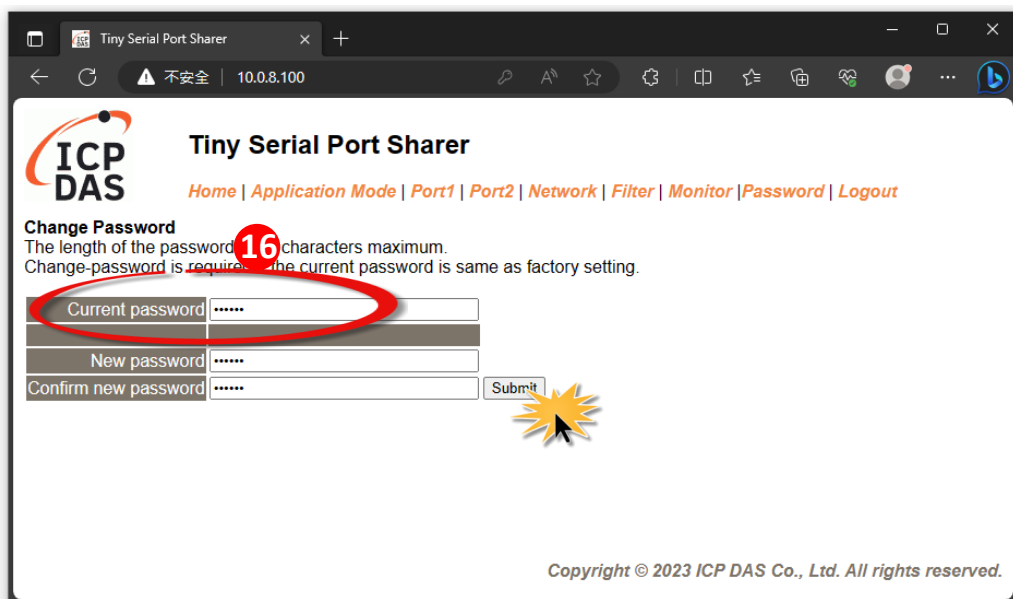 Tiny Serial Port Sharer
不安全 | 10.0.8.100
ICP DAS
Tiny Serial Port Sharer
Home | Application Mode | Port1 | Port2 | Network | Filter | Monitor |Password | Logout
Change Password
The length of the password characters maximum.
16
Change-password is the current password is same as factory setting.
Current password ••••••
New password ••••••
Confirm new password •••••• Submit
Copyright © 2023 ICP DAS Co., Ltd. All rights reserved.